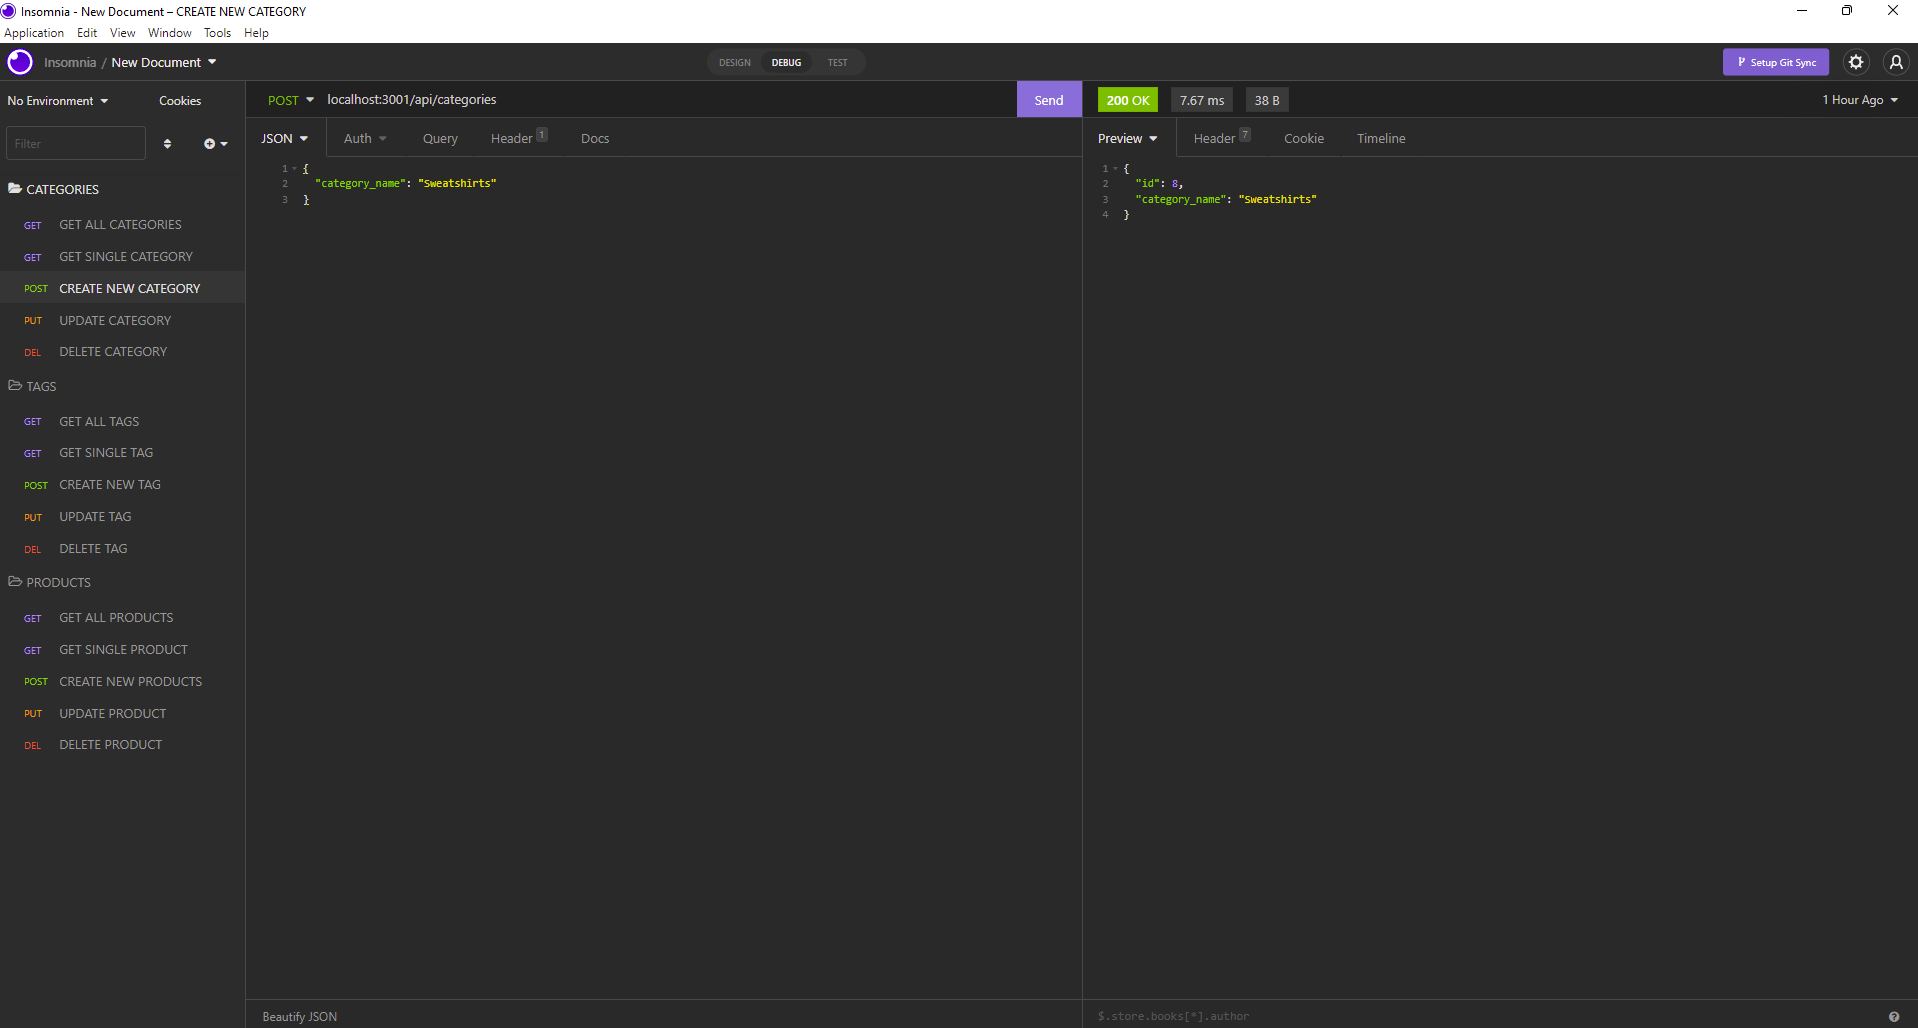 Insomnia - New Document – CREATE NEW CATEGORY
Application Edit View Window Tools Help
Insomnia / New Document
DESIGN DEBUG TEST
Setup Git Sync
No Environment
Cookies
POST localhost:3001/api/categories
Send
200 OK 7.67 ms 38 B
1 Hour Ago
Filter
JSON Auth Query Header 1 Docs
Preview Header 7 Cookie Timeline
CATEGORIES
GET GET ALL CATEGORIES
GET GET SINGLE CATEGORY
POST CREATE NEW CATEGORY
PUT UPDATE CATEGORY
DEL DELETE CATEGORY
TAGS
GET GET ALL TAGS
GET GET SINGLE TAG
POST CREATE NEW TAG
PUT UPDATE TAG
DEL DELETE TAG
PRODUCTS
GET GET ALL PRODUCTS
GET GET SINGLE PRODUCT
POST CREATE NEW PRODUCTS
PUT UPDATE PRODUCT
DEL DELETE PRODUCT
1 {
2 "category_name": "Sweatshirts"
3 }
Beautify JSON
1 {
2 "id": 8,
3 "category_name": "Sweatshirts"
4 }
$.store.books[*].author